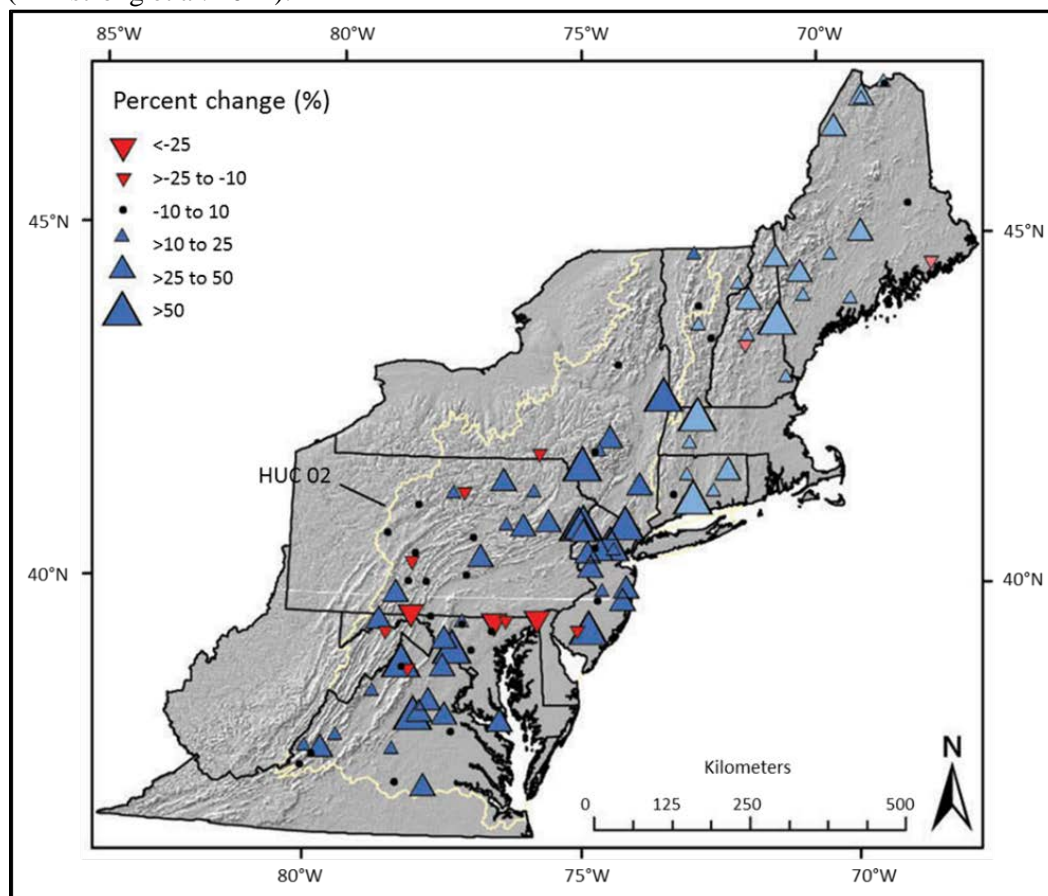 85°W 80°W 75°W 70°W
Percent change (%)
<-25
>-25 to -10
-10 to 10
>10 to 25
>25 to 50
>50
45°N 45°N
HUC 02
40°N 40°N
N
Kilometers
0 125 250 500
80°W 75°W 70°W